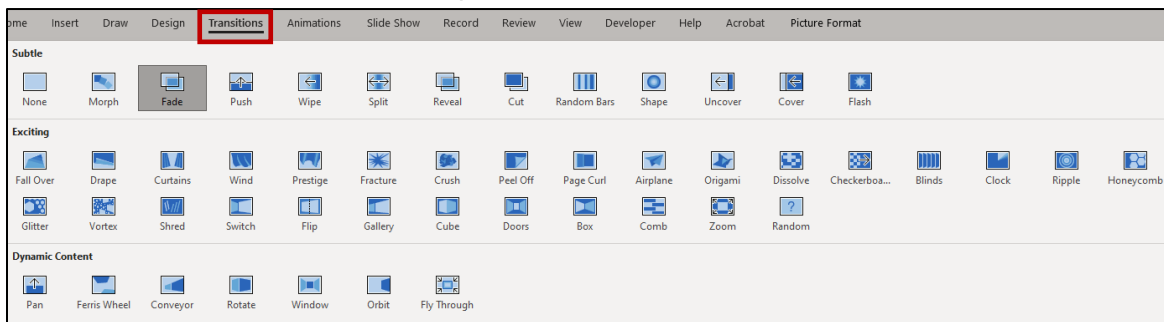 ome Insert Draw Design Transitions Animations Slide Show Record Review View Developer Help Acrobat Picture Format
Subtle
None Morph Fade Push Wipe Split Reveal Cut Random Bars Shape Uncover Cover Flash
Exciting
Fall Over Drape Curtains Wind Prestige Fracture Crush Peel Off Page Curl Airplane Origami Dissolve Checkerboa... Blinds Clock Ripple Honeycomb
Glitter Vortex Shred Switch Flip Gallery Cube Doors Box Comb Zoom Random
Dynamic Content
Pan Ferris Wheel Conveyor Rotate Window Orbit Fly Through